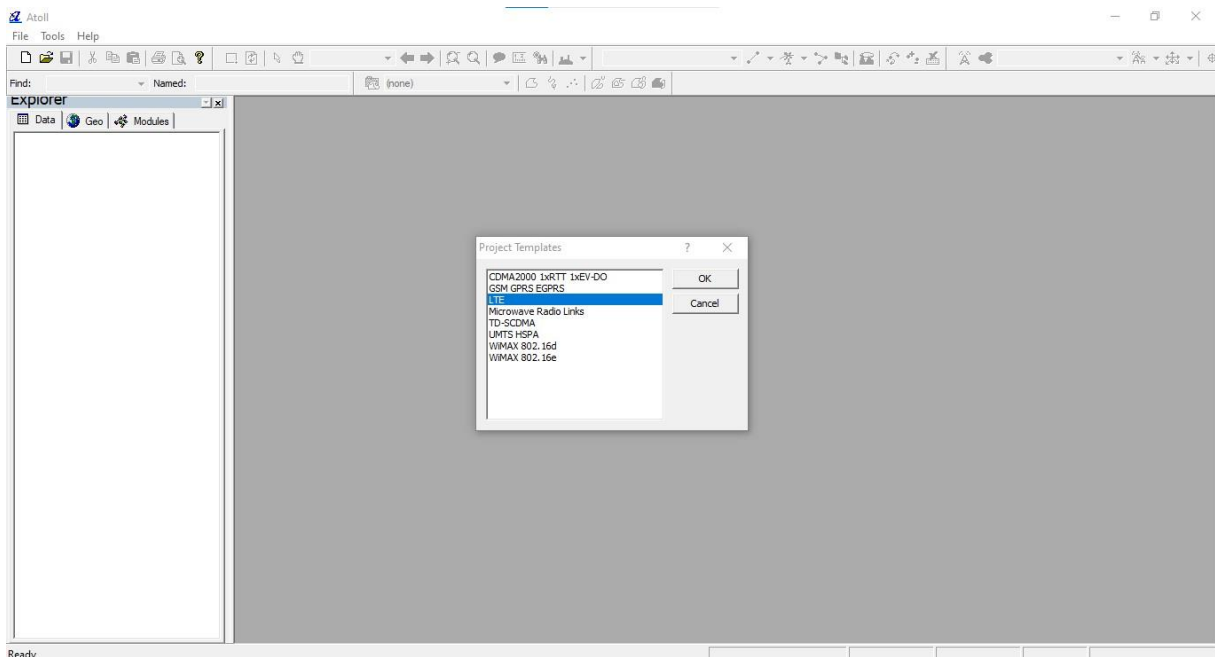 Atoll
File Tools Help
Find: Named: (none)
Explorer
Data Geo Modules
Project Templates ?
CDMA2000 1xRTT 1xEV-DO
GSM GPRS EGPRS
LTE
Microwave Radio Links
TD-SCDMA
UMTS HSPA
WiMAX 802.16d
WiMAX 802.16e
OK
Cancel
Ready